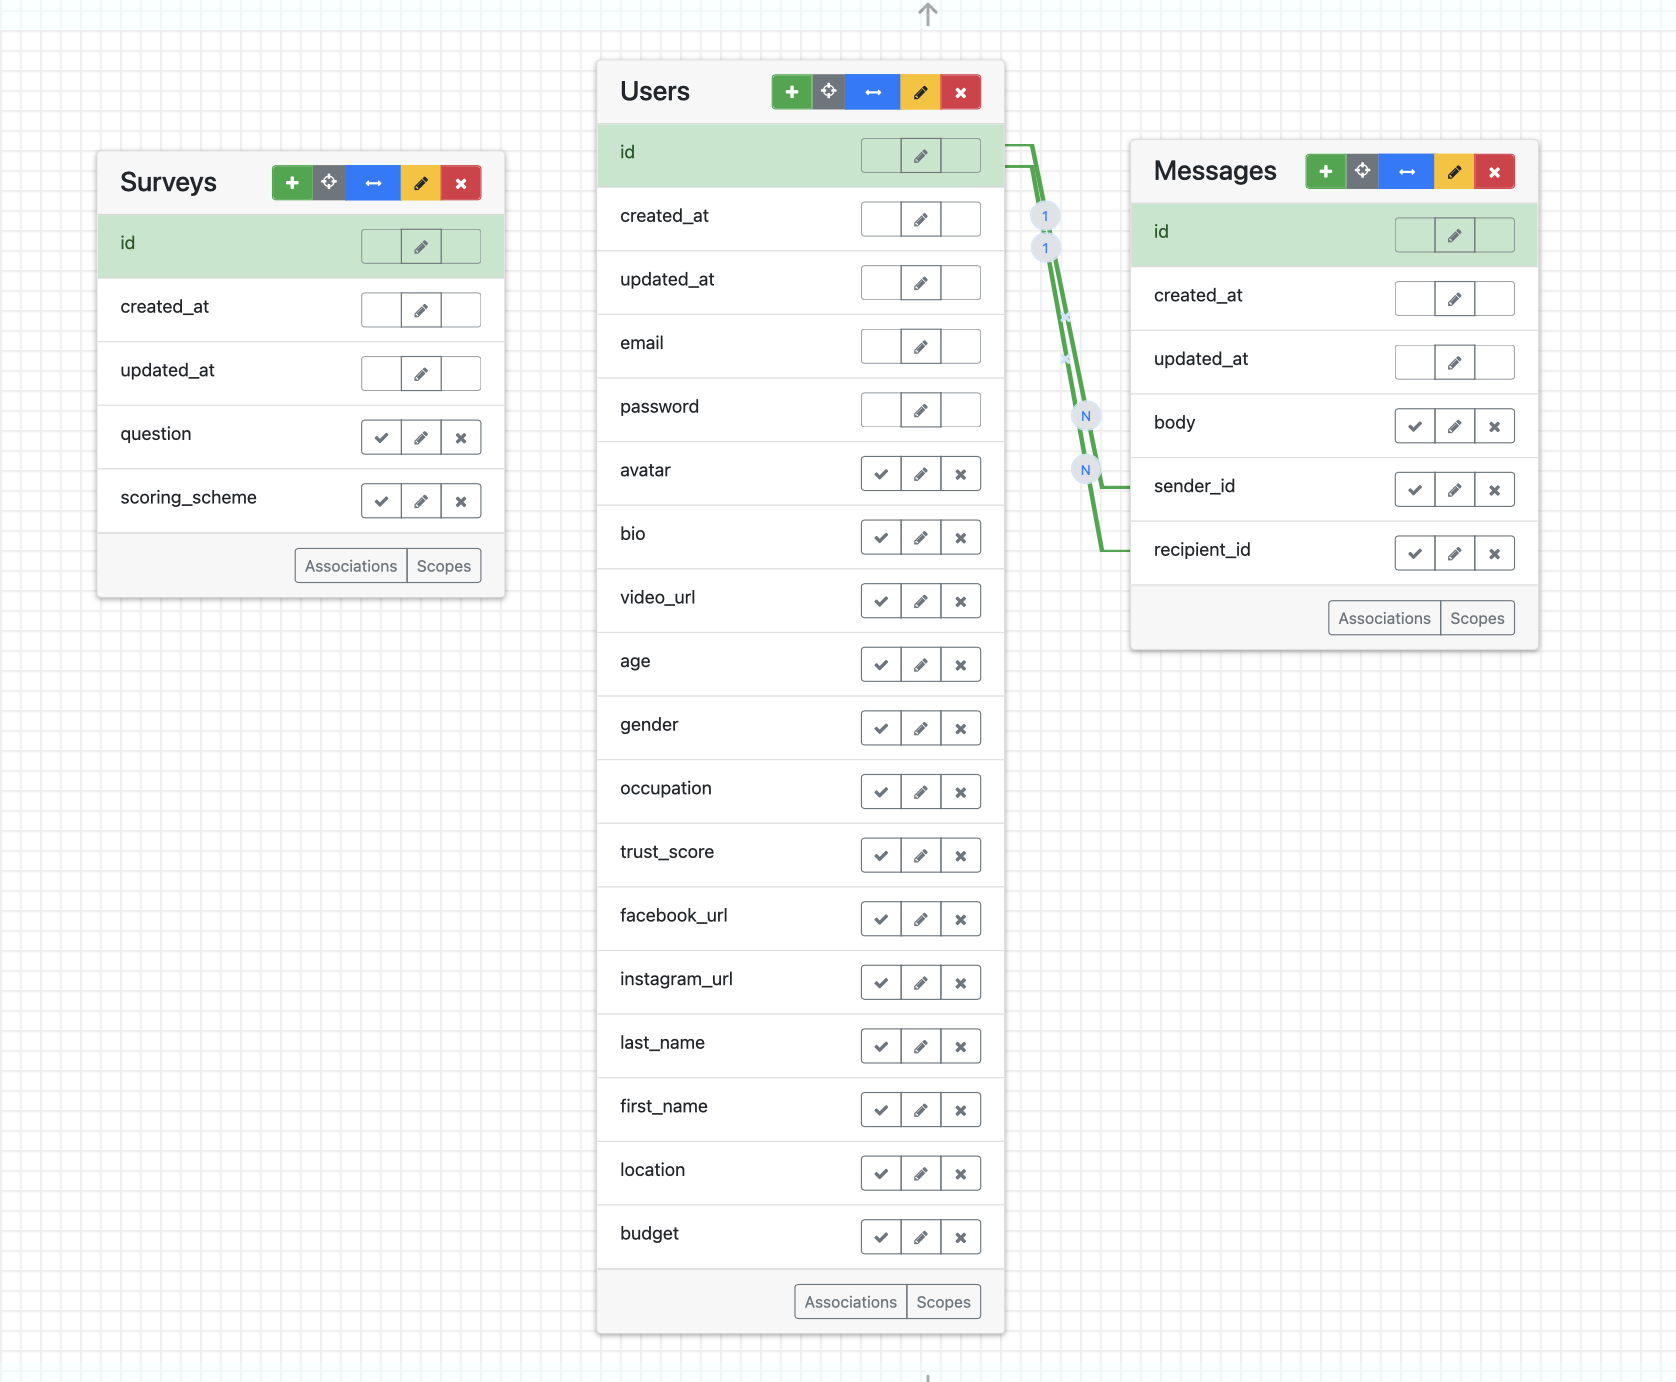 Surveys
id
created_at
updated_at
question
scoring_scheme
Associations
Scopes
Users
id
created_at
updated_at
email
password
avatar
bio
video_url
age
gender
occupation
trust_score
facebook_url
instagram_url
last_name
first_name
location
budget
Associations
Scopes
1
1
N
N
Messages
id
created_at
updated_at
body
sender_id
recipient_id
Associations
Scopes